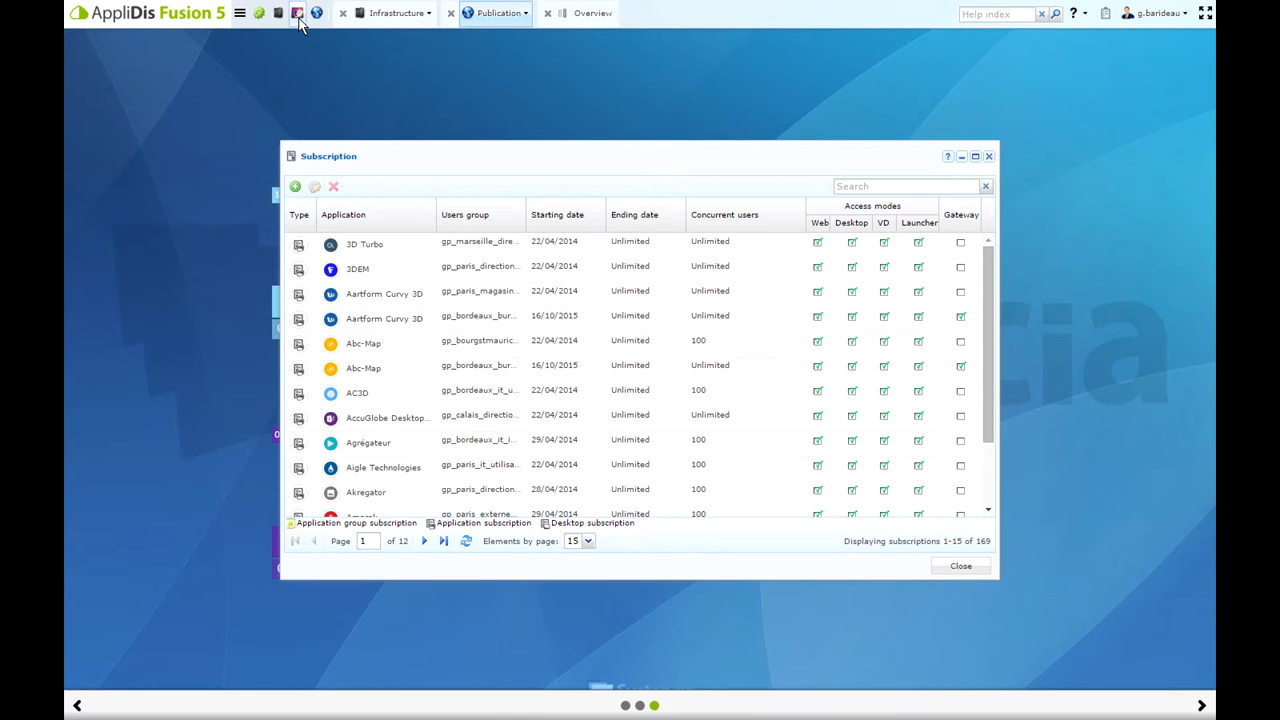 AppliDis Fusion 5 Infrastructure Publication Overview Help index ? g.barideau
Subscription ?
Search
Type Application Users group Starting date Ending date Concurrent users Access modes Gateway
Web Desktop VD Launcher
3D Turbo gp_marseille_dire... 22/04/2014 Unlimited Unlimited
3DEM gp_paris_direction... 22/04/2014 Unlimited Unlimited
Aartform Curvy 3D gp_paris_magasin... 22/04/2014 Unlimited Unlimited
Aartform Curvy 3D gp_bordeaux_bur... 16/10/2015 Unlimited Unlimited
Abc-Map gp_bourgstmauric... 22/04/2014 Unlimited 100
Abc-Map gp_bordeaux_bur... 16/10/2015 Unlimited Unlimited
AC3D gp_bordeaux_it_u... 22/04/2014 Unlimited 100
AccuGlobe Desktop... gp_calais_directio... 22/04/2014 Unlimited Unlimited
Agrégateur gp_bordeaux_it_i... 29/04/2014 Unlimited 100
Aigle Technologies gp_paris_it_utilisa... 22/04/2014 Unlimited 100
Akregator gp_paris_direction... 28/04/2014 Unlimited 100
gp_paris_externe... 29/04/2014 Unlimited 100
Application group subscription Application subscription Desktop subscription
Page 1 of 12 Elements by page: 15 Displaying subscriptions 1-15 of 169
Close
cia